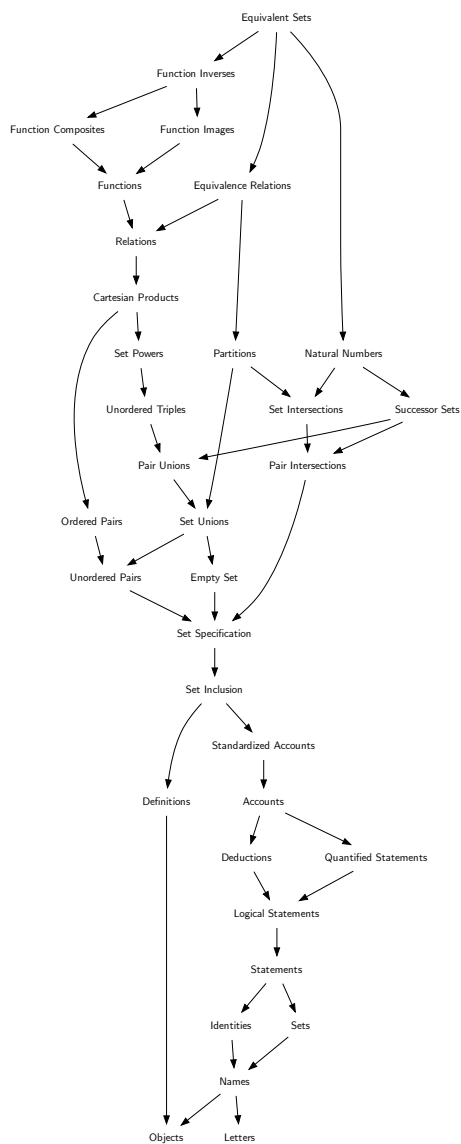 Equivalent Sets
Function Inverses
Function Composites
Function Images
Functions
Equivalence Relations
Relations
Cartesian Products
Set Powers
Partitions
Natural Numbers
Unordered Triples
Set Intersections
Successor Sets
Pair Unions
Pair Intersections
Ordered Pairs
Set Unions
Unordered Pairs
Empty Set
Set Specification
Set Inclusion
Standardized Accounts
Definitions
Accounts
Deductions
Quantified Statements
Logical Statements
Statements
Identities
Sets
Names
Objects
Letters